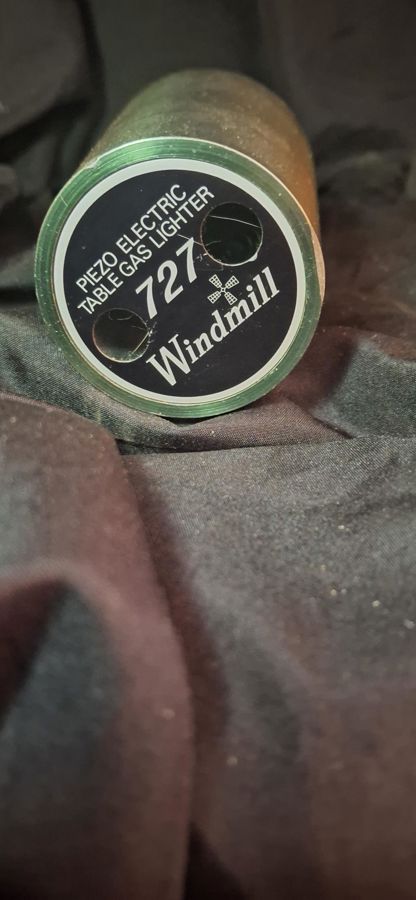 PIEZO ELECTRIC
TABLE GAS LIGHTER
727
Windmill